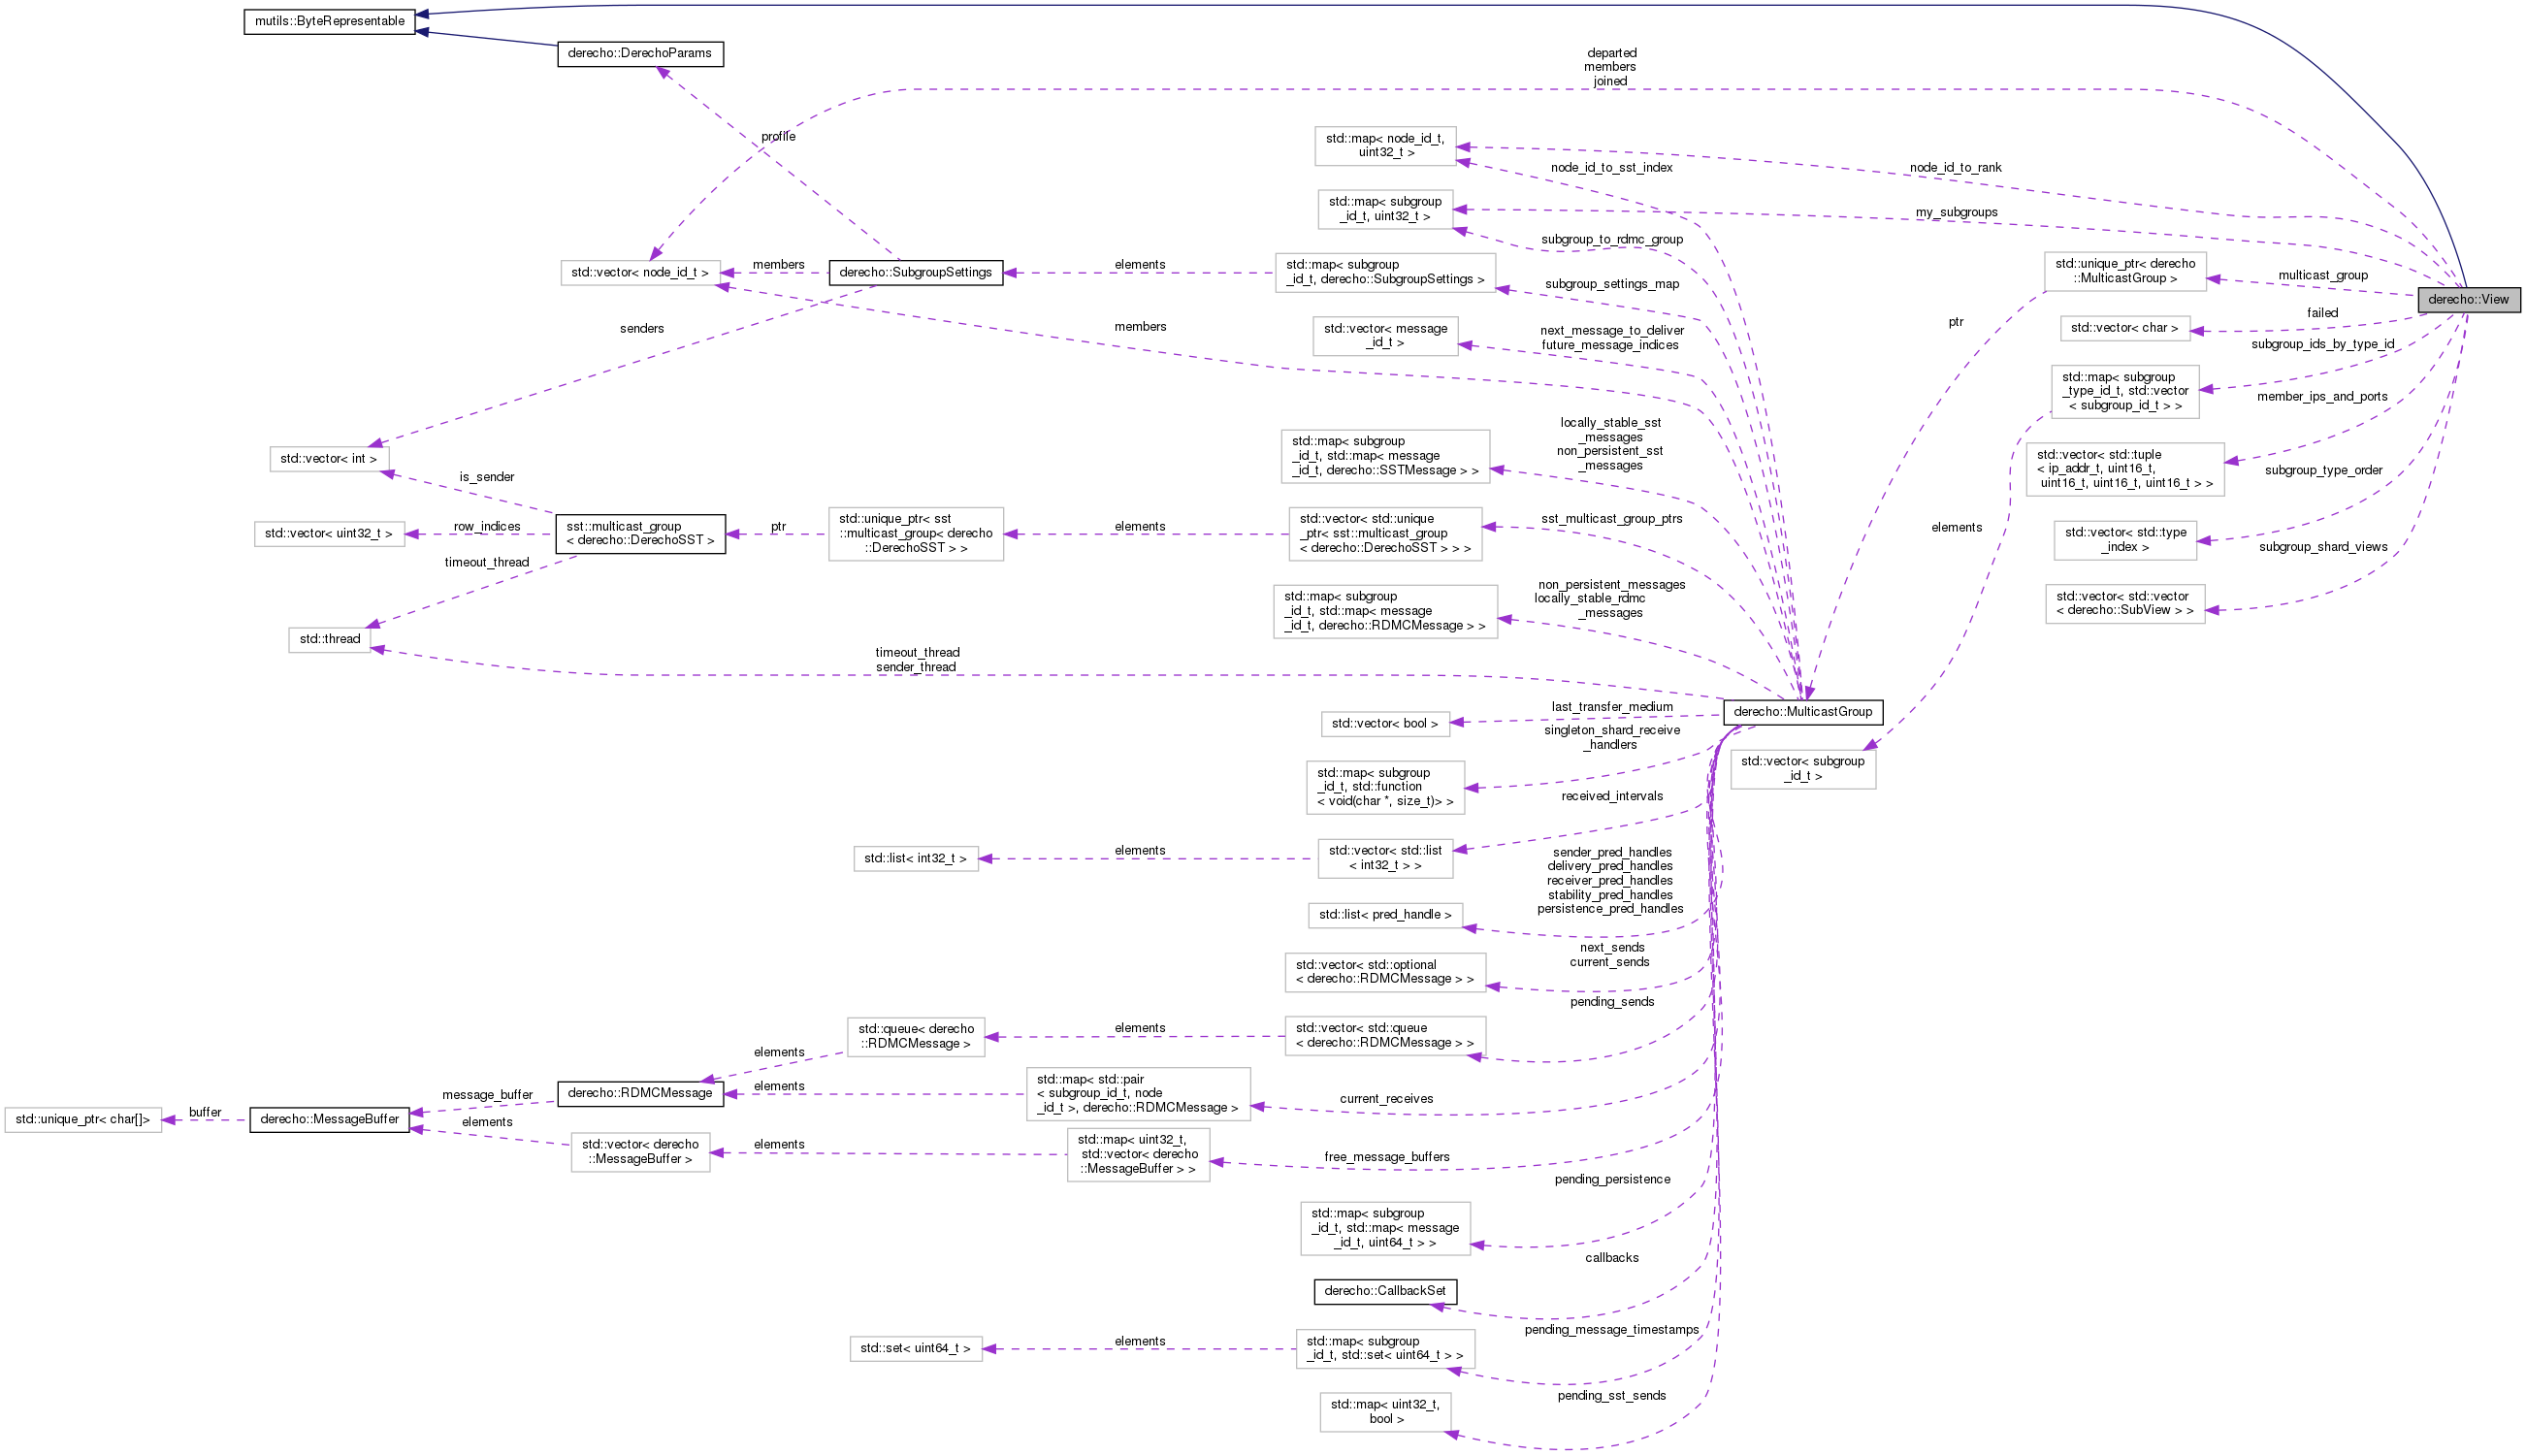 mutils::ByteRepresentable
derecho::DerechoParams
departed
members
joined
profile
std::map< node_id_t,
uint32_t >
node_id_to_sst_index
node_id_to_rank
std::map< subgroup
_id_t, uint32_t >
my_subgroups
subgroup_to_rdmc_group
std::vector< node_id_t >
members
derecho::SubgroupSettings
elements
std::map< subgroup
_id_t, derecho::SubgroupSettings >
subgroup_settings_map
std::unique_ptr< derecho
::MulticastGroup >
multicast_group
derecho::View
senders
members
std::vector< message
_id_t >
next_message_to_deliver
future_message_indices
ptr
std::vector< char >
failed
subgroup_ids_by_type_id
std::map< subgroup
_type_id_t, std::vector
< subgroup_id_t > >
member_ips_and_ports
std::vector< int >
std::map< subgroup
_id_t, std::map< message
_id_t, derecho::SSTMessage > >
locally_stable_sst
_messages
non_persistent_sst
_messages
std::vector< std::tuple
< ip_addr_t, uint16_t,
uint16_t, uint16_t, uint16_t > >
subgroup_type_order
is_sender
std::vector< uint32_t >
row_indices
sst::multicast_group
< derecho::DerechoSST >
ptr
std::unique_ptr< sst
::multicast_group< derecho
::DerechoSST > >
elements
std::vector< std::unique
_ptr< sst::multicast_group
< derecho::DerechoSST > > >
sst_multicast_group_ptrs
elements
std::vector< std::type
_index >
subgroup_shard_views
timeout_thread
std::map< subgroup
_id_t, std::map< message
_id_t, derecho::RDMCMessage > >
non_persistent_messages
locally_stable_rdmc
_messages
std::vector< std::vector
< derecho::SubView > >
std::thread
timeout_thread
sender_thread
std::vector< bool >
last_transfer_medium
derecho::MulticastGroup
singleton_shard_receive
_handlers
std::vector< subgroup
_id_t >
std::map< subgroup
_id_t, std::function
< void(char *, size_t)> >
received_intervals
std::list< int32_t >
elements
std::vector< std::list
< int32_t > >
sender_pred_handles
delivery_pred_handles
receiver_pred_handles
stability_pred_handles
persistence_pred_handles
std::list< pred_handle >
next_sends
current_sends
std::vector< std::optional
< derecho::RDMCMessage > >
pending_sends
std::queue< derecho
::RDMCMessage >
elements
std::vector< std::queue
< derecho::RDMCMessage > >
elements
derecho::RDMCMessage
elements
std::map< std::pair
< subgroup_id_t, node
_id_t >, derecho::RDMCMessage >
current_receives
message_buffer
std::unique_ptr< char[]>
buffer
derecho::MessageBuffer
elements
std::vector< derecho
::MessageBuffer >
elements
std::map< uint32_t,
std::vector< derecho
::MessageBuffer > >
free_message_buffers
pending_persistence
std::map< subgroup
_id_t, std::map< message
_id_t, uint64_t > >
callbacks
derecho::CallbackSet
pending_message_timestamps
std::set< uint64_t >
elements
std::map< subgroup
_id_t, std::set< uint64_t > >
pending_sst_sends
std::map< uint32_t,
bool >